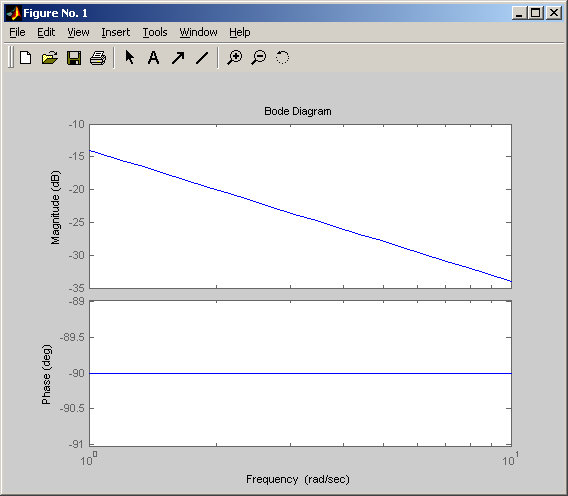 Figure No. 1
File Edit View Insert Tools Window Help
A
Bode Diagram
Magnitude (dB)
-10
-15
-20
-25
-30
-35
Phase (deg)
-89
-89.5
-90
-90.5
-91
10^0
10^1
Frequency (rad/sec)